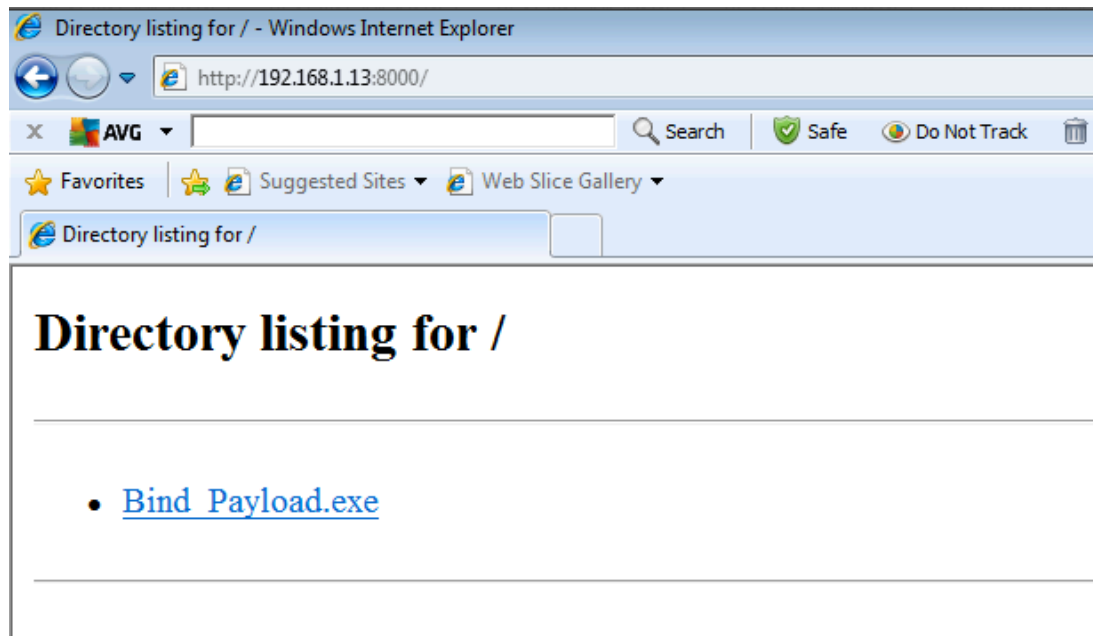 Directory listing for / - Windows Internet Explorer
http://192.168.1.13:8000/
x AVG Search Safe Do Not Track
Favorites Suggested Sites Web Slice Gallery
Directory listing for /
Directory listing for /
Bind_Payload.exe